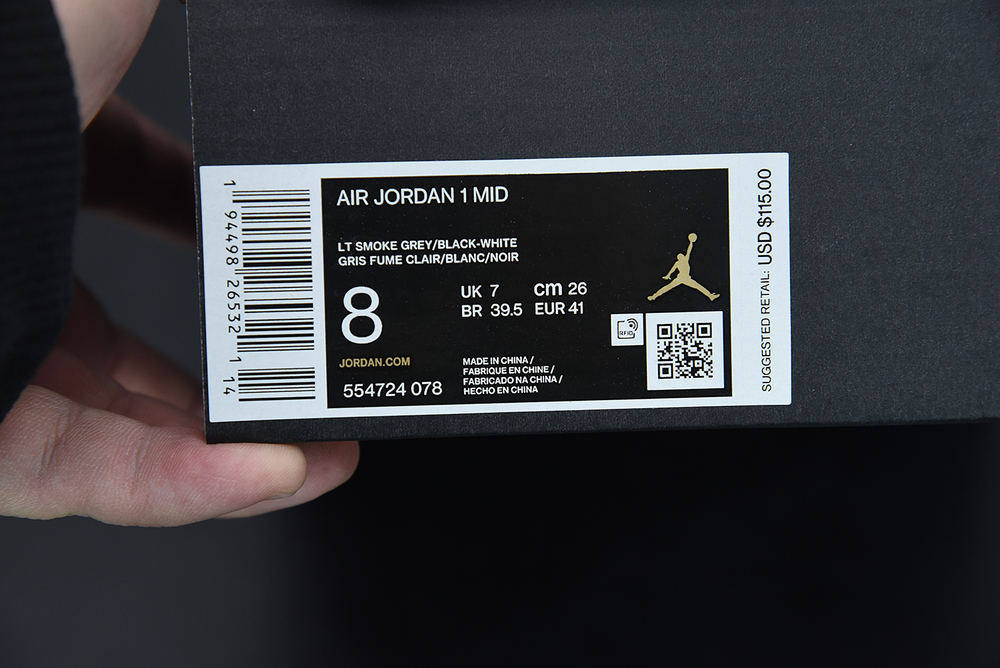 AIR JORDAN 1 MID
LT SMOKE GREY/BLACK-WHITE
GRIS FUME CLAIR/BLANC/NOIR
8
UK 7 cm 26
BR 39.5 EUR 41
JORDAN.COM
554724 078
MADE IN CHINA /
FABRIQUE EN CHINE /
FABRICADO NA CHINA /
HECHO EN CHINA
RFID
SUGGESTED RETAIL: USD $115.00
1 94498 26532 1 14